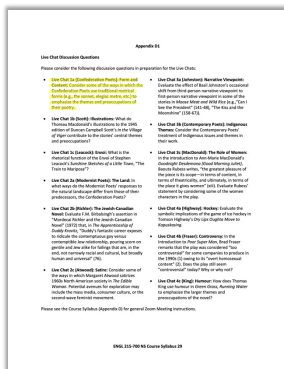 Appendix D1
Live Chat Discussion Questions
Please consider the following discussion questions in preparation for the Live Chats:
• Live Chat 1a (Confederation Poets): Form and
Content: Consider some of the ways in which the
Confederation Poets use traditional metrical
forms (e.g., the sonnet, elegiac metre, etc.) to
emphasize the themes and preoccupations of
their poetry.
• Live Chat 1b (Scott): Illustrations: What do
Thoreau MacDonald's illustrations to the 1945
edition of Duncan Campbell Scott's In the Village
of Viger contribute to the stories' central themes
and preoccupations?
• Live Chat 1c (Leacock): Envoi: What is the
rhetorical function of the Envoi of Stephen
Leacock's Sunshine Sketches of a Little Town, "The
Train to Mariposa"?
• Live Chat 2a (Modernist Poets): The Land: In
what ways do the Modernist Poets' responses to
the natural landscape differ from those of their
predecessors, the Confederation Poets?
• Live Chat 2b (Richler): The Jewish-Canadian
Novel: Evaluate F.M. Birbalsingh's assertion in
"Mordecai Richler and the Jewish-Canadian
Novel" (1972) that, in The Apprenticeship of
Duddy Kravitz, "Duddy's fantastic career exposes
to ridicule the contemptuous gay versus
contemptible Jew relationship, pouring scorn on
gentile and Jew alike for failings that are, in the
end, not narrowly racial and cultural, but broadly
human and universal" (76).
• Live Chat 2c (Atwood): Satire: Consider some of
the ways in which Margaret Atwood satirizes
1960s North American society in The Edible
Woman. Potential avenues for exploration may
include the mass media, consumer culture, or the
second-wave feminist movement.
• Live Chat 3a (Johnston): Narrative Viewpoint:
Evaluate the effect of Basil Johnston's occasional
shift from third-person narrative viewpoint to
first-person narrative viewpoint in some of the
stories in Moose Meat and Wild Rice (e.g., "Can I
See the President" (141-48), "The Kiss and the
Moonshine" (158-67)).
• Live Chat 3b (Contemporary Poets): Indigenous
Themes: Consider the Contemporary Poets'
treatment of Indigenous issues and themes in
their work.
• Live Chat 3c (MacDonald): The Role of Women:
In the introduction to Ann-Marie MacDonald's
Goodnight Desdemona (Good Morning Juliet),
Banuta Rubess writes, "the greatest pleasure of
the piece is its scope—in terms of content, in
terms of theatricality, and ultimately, in terms of
the place it gives women" (xiii). Evaluate Rubess'
statement by considering some of the women
characters in the play.
• Live Chat 4a (Highway): Hockey: Evaluate the
symbolic implications of the game of ice hockey in
Tomson Highway's Dry Lips Oughta Move to
Kapuskasing.
• Live Chat 4b (Fraser): Controversy: In the
Introduction to Poor Super Man, Brad Fraser
remarks that the play was considered "too
controversial" for some companies to produce in
the 1990s (1) owing to its "overt homosexual
content" (2). Does the play still seem
"controversial" today? Why or why not?
• Live Chat 4c (King): Humour: How does Thomas
King use humour in Green Grass, Running Water
to emphasize the larger themes and
preoccupations of the novel?
Please see the Course Syllabus (Appendix D) for general Zoom Meeting instructions.
ENGL 215-700 NS Course Syllabus 29